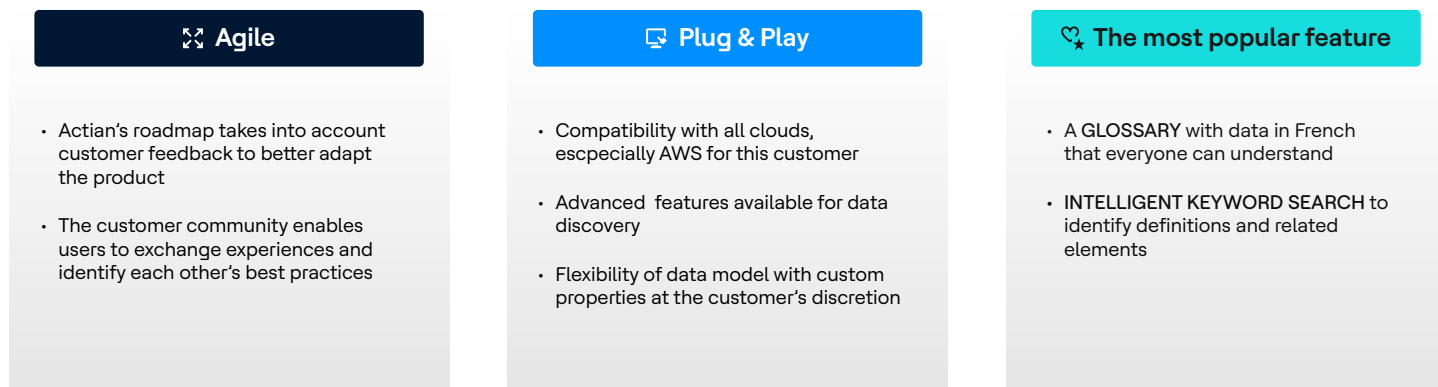 Agile
• Actian's roadmap takes into account
customer feedback to better adapt
the product
• The customer community enables
users to exchange experiences and
identify each other's best practices
Plug & Play
• Compatibility with all clouds,
escpecially AWS for this customer
• Advanced  features available for data
discovery
• Flexibility of data model with custom
properties at the customer's discretion
The most popular feature
• A GLOSSARY with data in French
that everyone can understand
• INTELLIGENT KEYWORD SEARCH to
identify definitions and related
elements